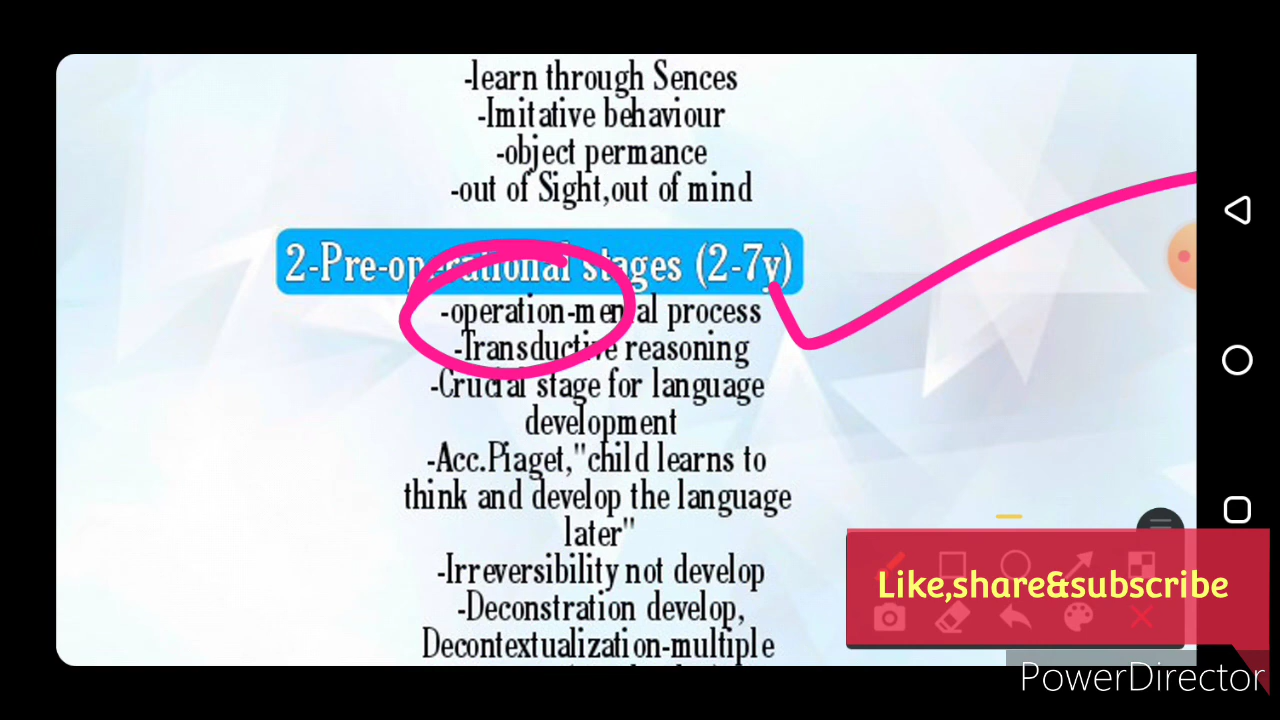 -learn through Sences
-Imitative behaviour
-object permance
-out of Sight,out of mind
2-Pre-operational stages (2-7y)
-operation-mental process
-Transductive reasoning
-Crucial stage for language
development
-Acc.Piaget,"child learns to
think and develop the language
later"
-Irreversibility not develop
-Deconstration develop,
Decontextualization-multiple
Like,share&subscribe
PowerDirector